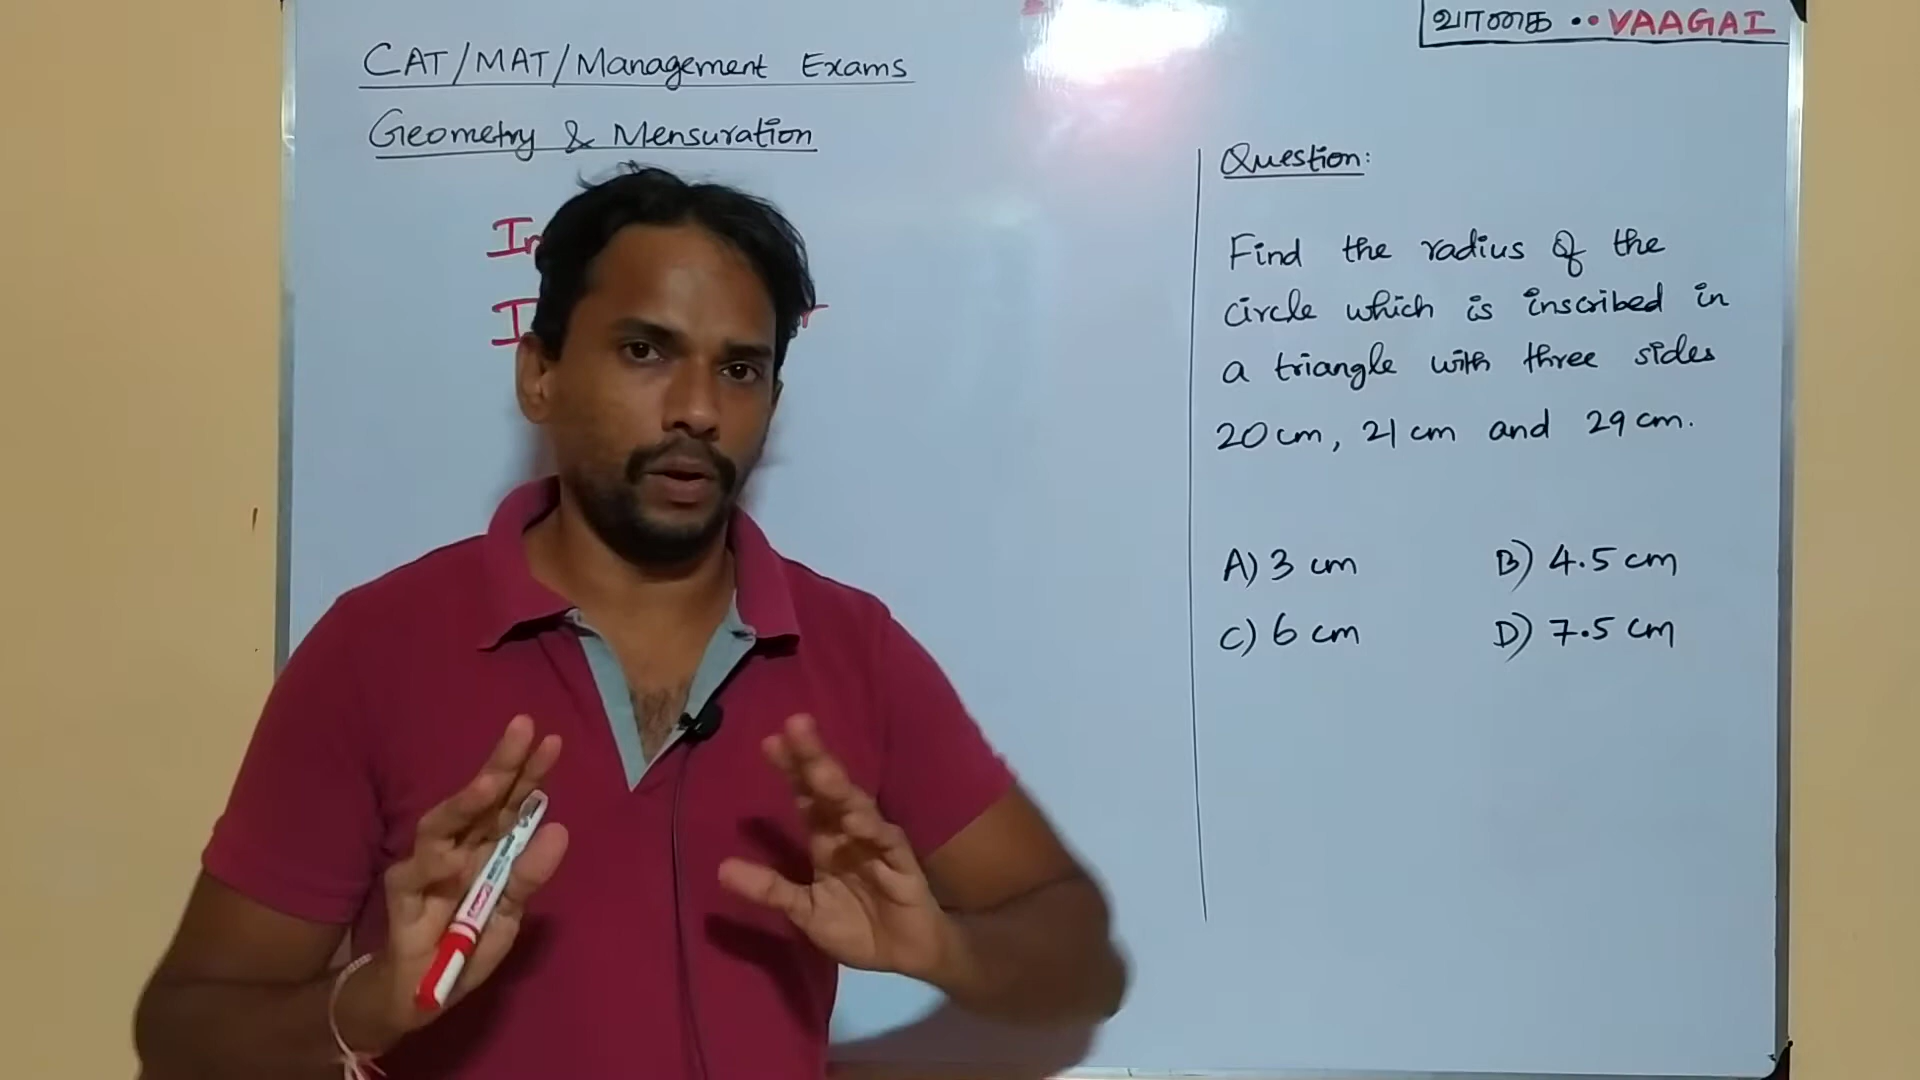 CAT/MAT/Management Exams
Geometry & Mensuration
வாகை ..VAAGAI
Question:
Find the radius of the
circle which is inscribed in
a triangle with three sides
20 cm, 21 cm and 29 cm.
A) 3 cm B) 4.5 cm
C) 6 cm D) 7.5 cm